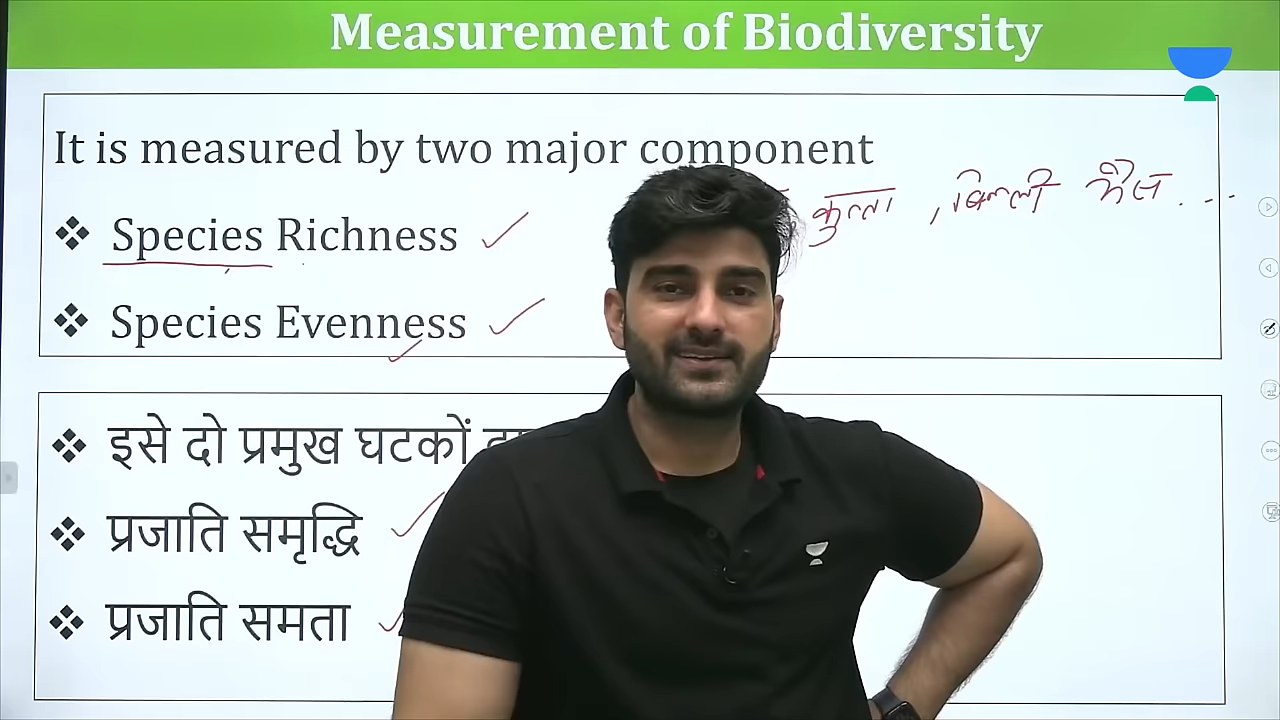 Measurement of Biodiversity
It is measured by two major component
Species Richness
कुत्ता , बिल्ली भैंस . . . .
Species Evenness
इसे दो प्रमुख घटकों
प्रजाति समृद्धि
प्रजाति समता